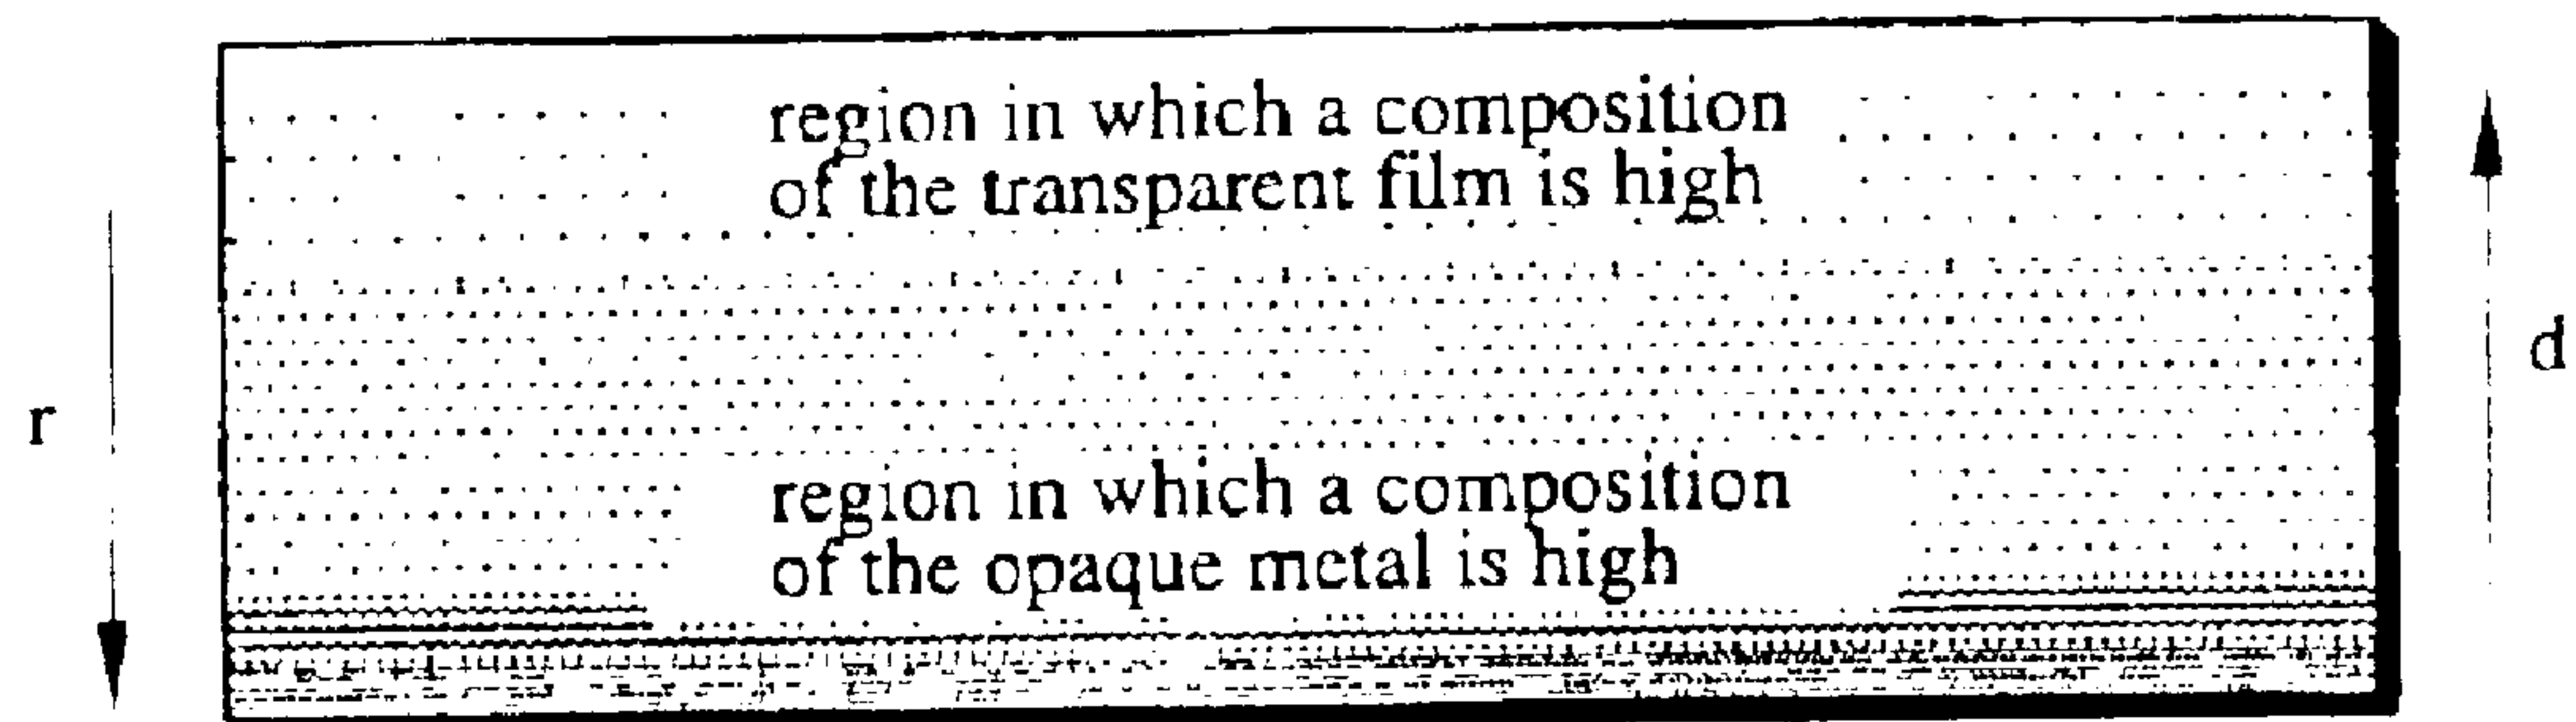 region in which a composition
of the transparent film is high
r
d
region in which a composition
of the opaque metal is high